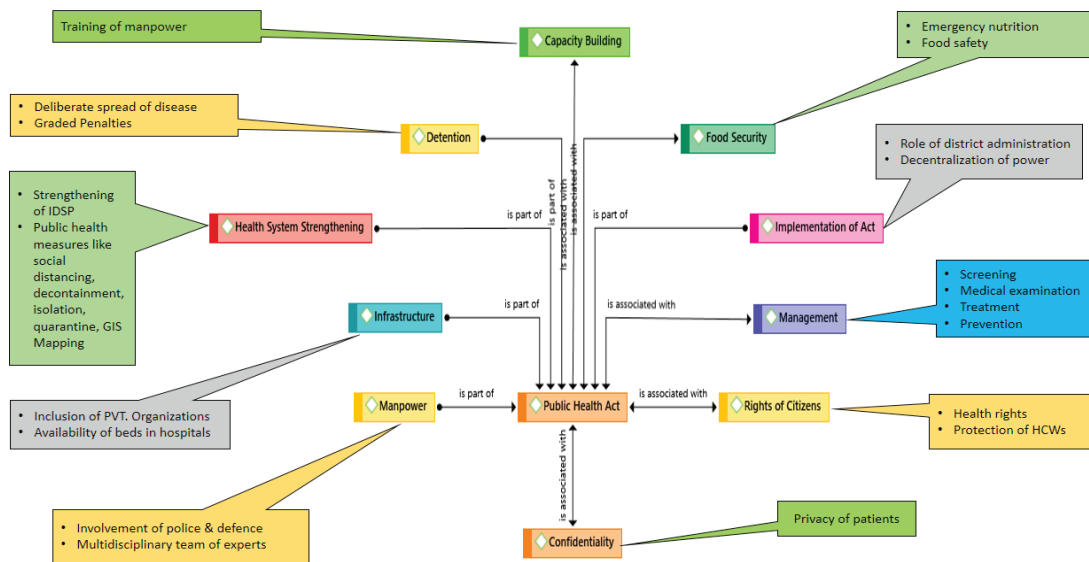 Training of manpower
Capacity Building
• Emergency nutrition
• Food safety
• Deliberate spread of disease
• Graded Penalties
Detention
Food Security
• Role of district administration
• Decentralization of power
• Strengthening
of IDSP
• Public health
measures like
social
distancing,
decontainment,
isolation,
quarantine, GIS
Mapping
Health System Strengthening
is part of
is part of
is associated with
is associated with
is part of
Implementation of Act
• Screening
• Medical examination
• Treatment
• Prevention
Infrastructure
is part of
is associated with
Management
• Inclusion of PVT. Organizations
• Availability of beds in hospitals
Manpower
is part of
Public Health Act
is associated with
Rights of Citizens
• Health rights
• Protection of HCWs
is associated with
• Involvement of police & defence
• Multidisciplinary team of experts
Confidentiality
Privacy of patients